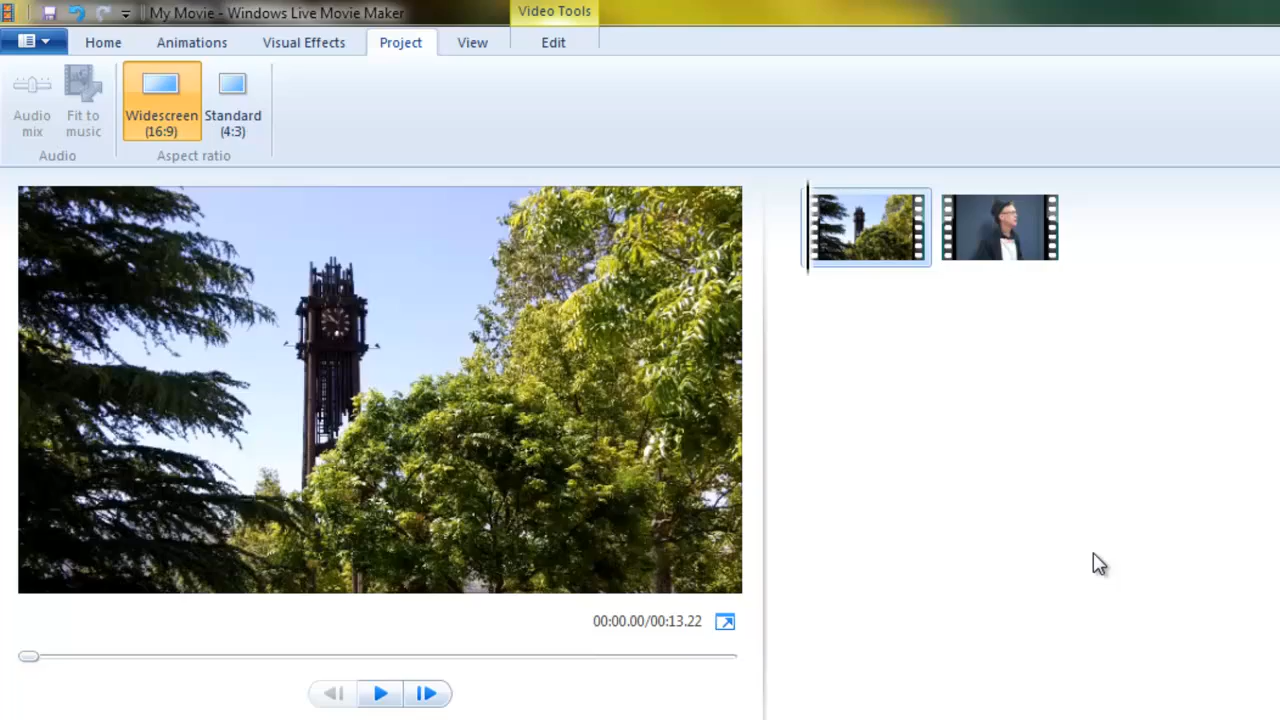 My Movie - Windows Live Movie Maker
Video Tools
Home Animations Visual Effects Project View Edit
Audio mix
Fit to music
Widescreen (16:9)
Standard (4:3)
Audio
Aspect ratio
00:00.00/00:13.22